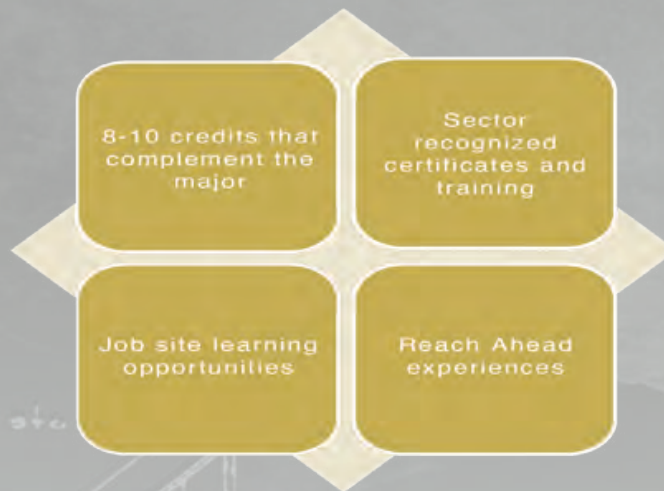 8-10 credits that
complement the
major
Sector
recognized
certificates and
training
Job site learning
opportunities
Reach Ahead
experiences